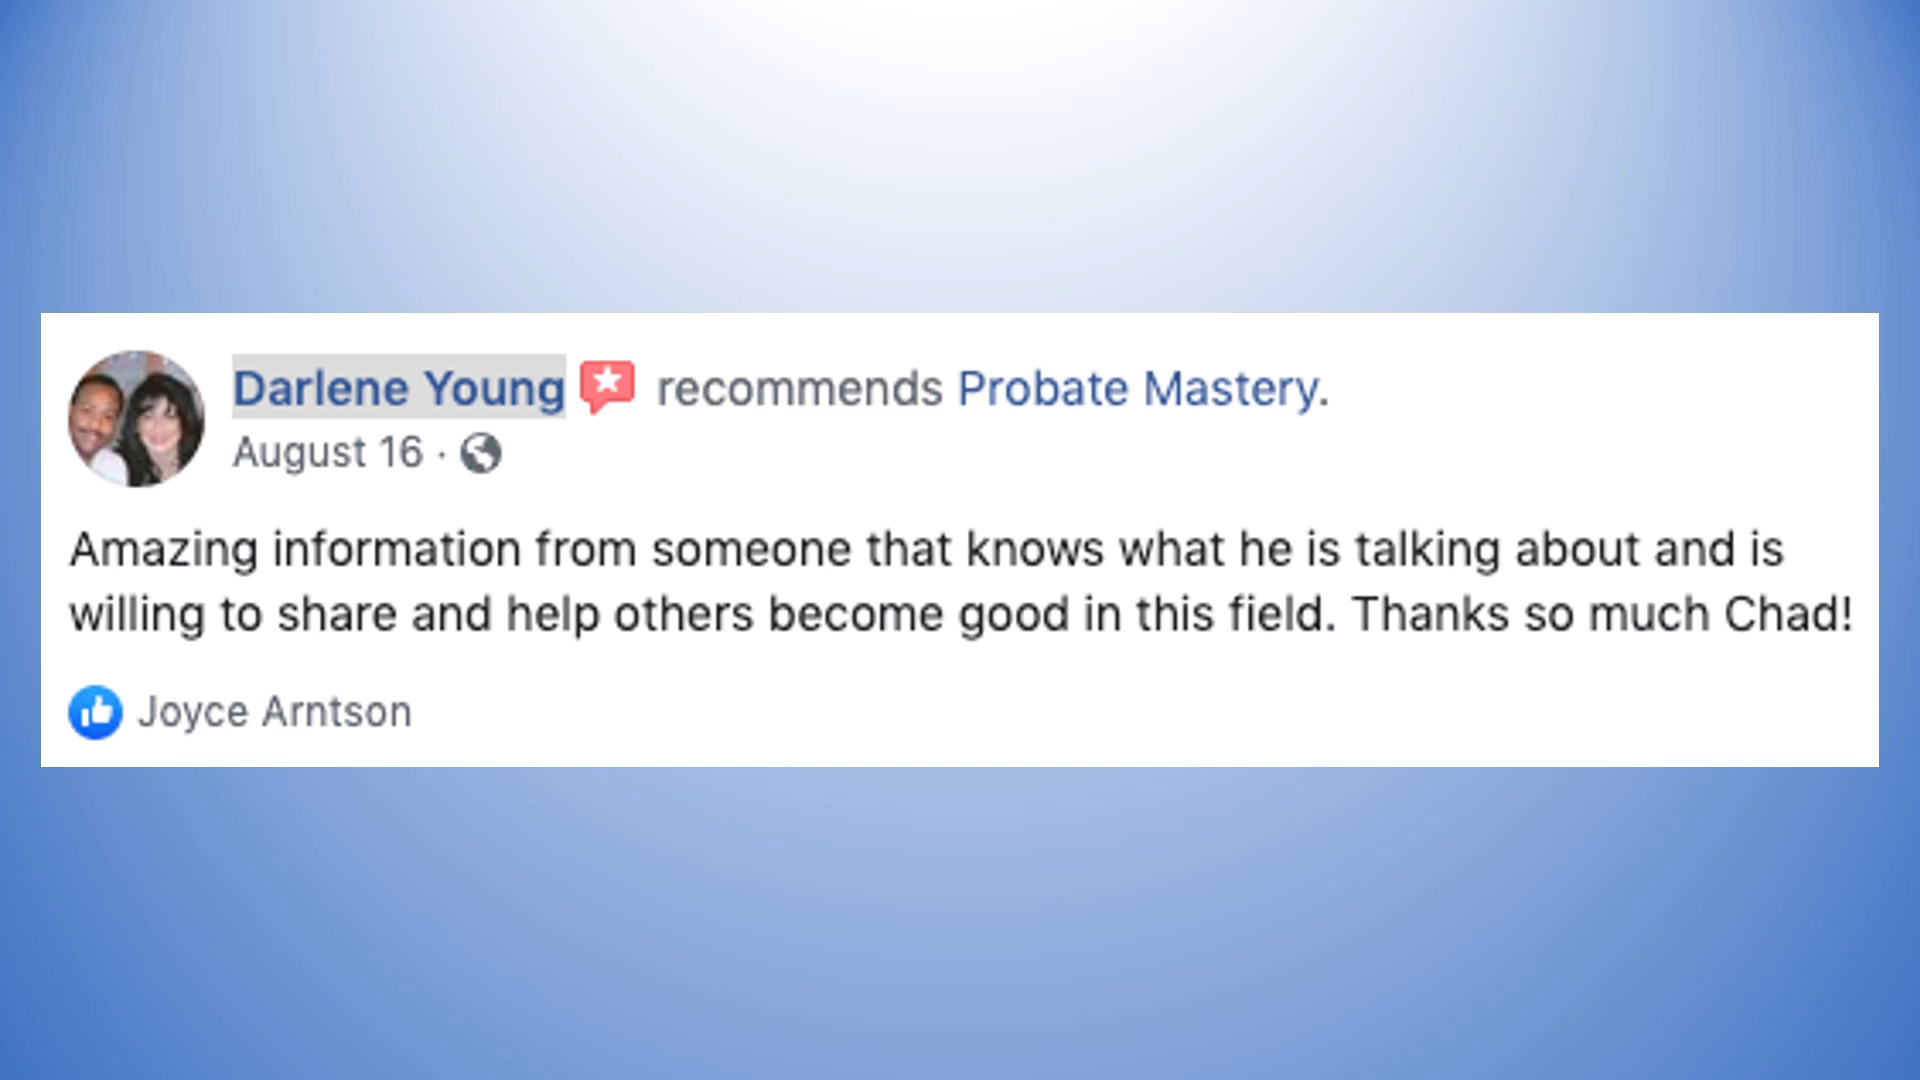 Darlene Young recommends Probate Mastery.
August 16 ·
Amazing information from someone that knows what he is talking about and is
willing to share and help others become good in this field. Thanks so much Chad!
Joyce Arntson